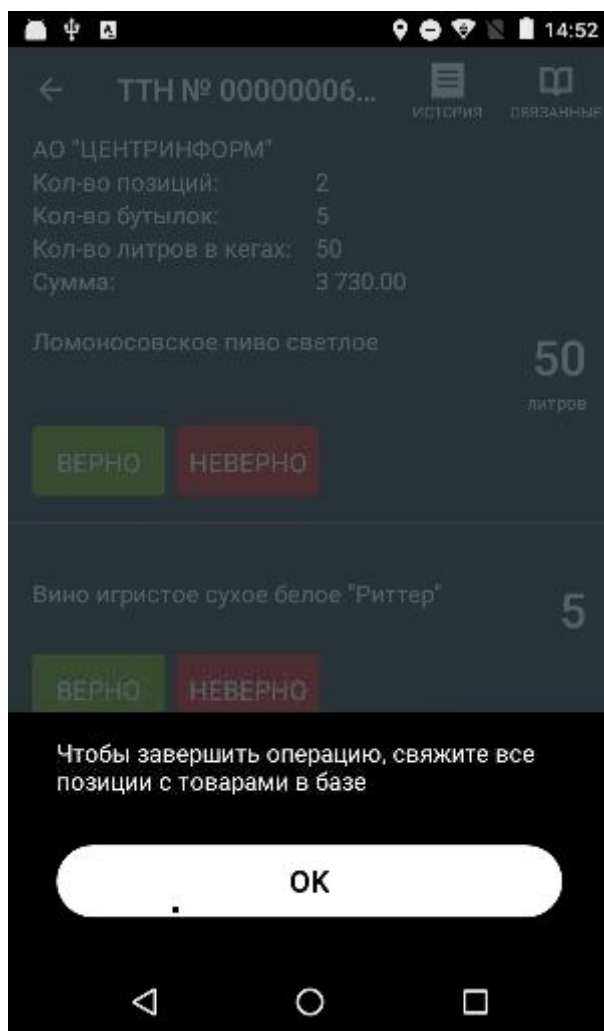 14:52
ТТН № 00000006...
ИСТОРИЯ
СВЯЗАННЫЕ
АО "ЦЕНТРИНФОРМ"
Кол-во позиций: 2
Кол-во бутылок: 5
Кол-во литров в кегах: 50
Сумма: 3 730.00
Ломоносовское пиво светлое
50
литров
ВЕРНО НЕВЕРНО
Вино игристое сухое белое "Риттер"
5
ВЕРНО НЕВЕРНО
Чтобы завершить операцию, свяжите все
позиции с товарами в базе
ОК